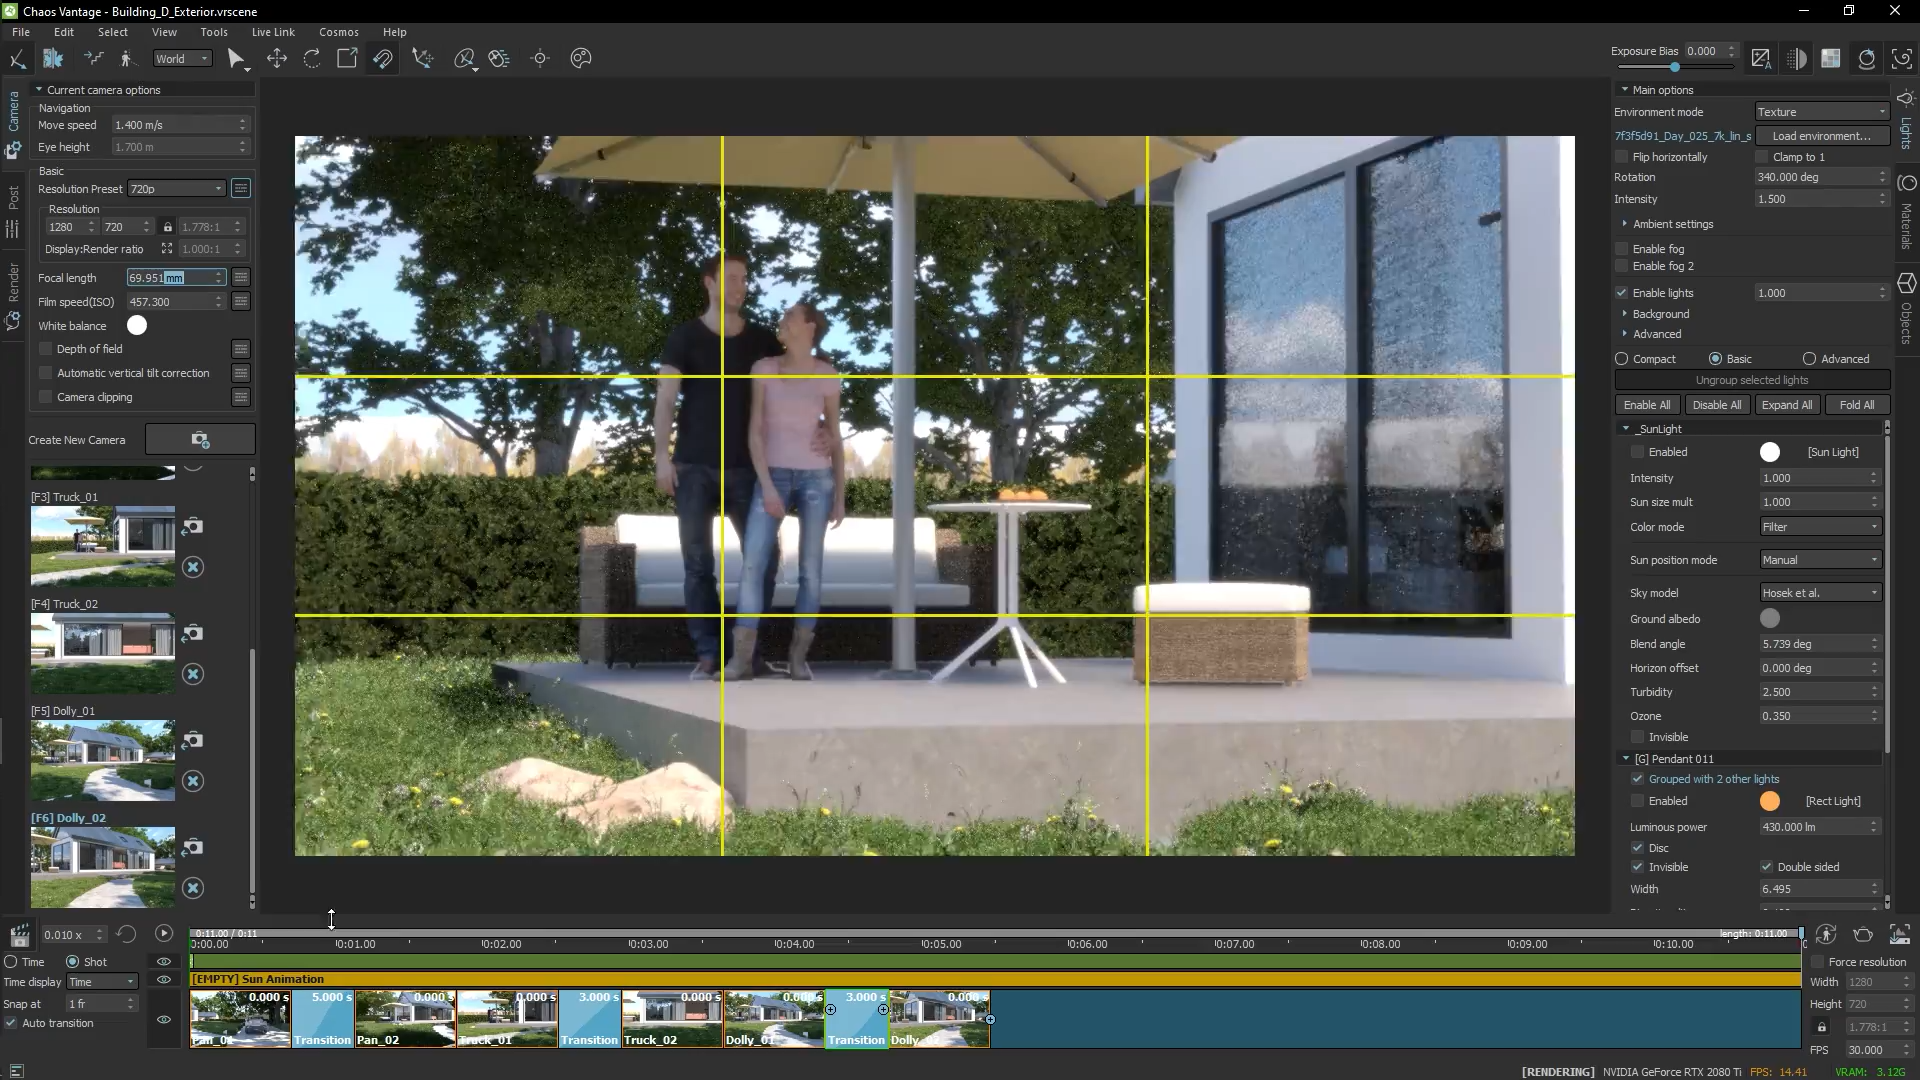 Chaos Vantage - Building_D_Exterior.vrscene
File Edit Select View Tools Live Link Cosmos Help
World
Exposure Bias 0.000
Camera
Post
Render
Current camera options
Navigation
Move speed 1.400 m/s
Eye height 1.700 m
Basic
Resolution Preset 720p
Resolution
1280 720 1.778:1
Display:Render ratio 1.000:1
Focal length 69.951mm
Film speed(ISO) 457.300
White balance
Depth of field
Automatic vertical tilt correction
Camera clipping
Create New Camera
[F3] Truck_01
[F4] Truck_02
[F5] Dolly_01
[F6] Dolly_02
Main options
Environment mode Texture
7f3f5d91_Day_025_7k_lin_s Load environment...
Flip horizontally Clamp to 1
Rotation 340.000 deg
Intensity 1.500
Ambient settings
Enable fog
Enable fog 2
Enable lights 1.000
Background
Advanced
Compact Basic Advanced
Ungroup selected lights
Enable All Disable All Expand All Fold All
_SunLight
Enabled [Sun Light]
Intensity 1.000
Sun size mult 1.000
Color mode Filter
Sun position mode Manual
Sky model Hosek et al.
Ground albedo
Blend angle 5.739 deg
Horizon offset 0.000 deg
Turbidity 2.500
Ozone 0.350
Invisible
[G] Pendant 011
Grouped with 2 other lights
Enabled [Rect Light]
Luminous power 430.000 lm
Disc
Invisible Double sided
Width 6.495
Lights
Materials
Objects
0.010 x
Time Shot
Time display Time
Snap at 1 fr
Auto transition
0:11.00 / 0:11 length: 0:11.00
0:00.00 0:01.00 0:02.00 0:03.00 0:04.00 0:05.00 0:06.00 0:07.00 0:08.00 0:09.00 0:10.00
[EMPTY] Sun Animation
0.000 s 5.000 s 0.000 s 0.000 s 3.000 s 0.000 s 0.000 s 3.000 s 0.000 s
Pan_01 Transition Pan_02 Truck_01 Transition Truck_02 Dolly_01 Transition Dolly_02
Force resolution
Width 1280
Height 720
1.778:1
FPS 30.000
[RENDERING] NVIDIA GeForce RTX 2080 Ti FPS: 14.41 VRAM: 3.12G